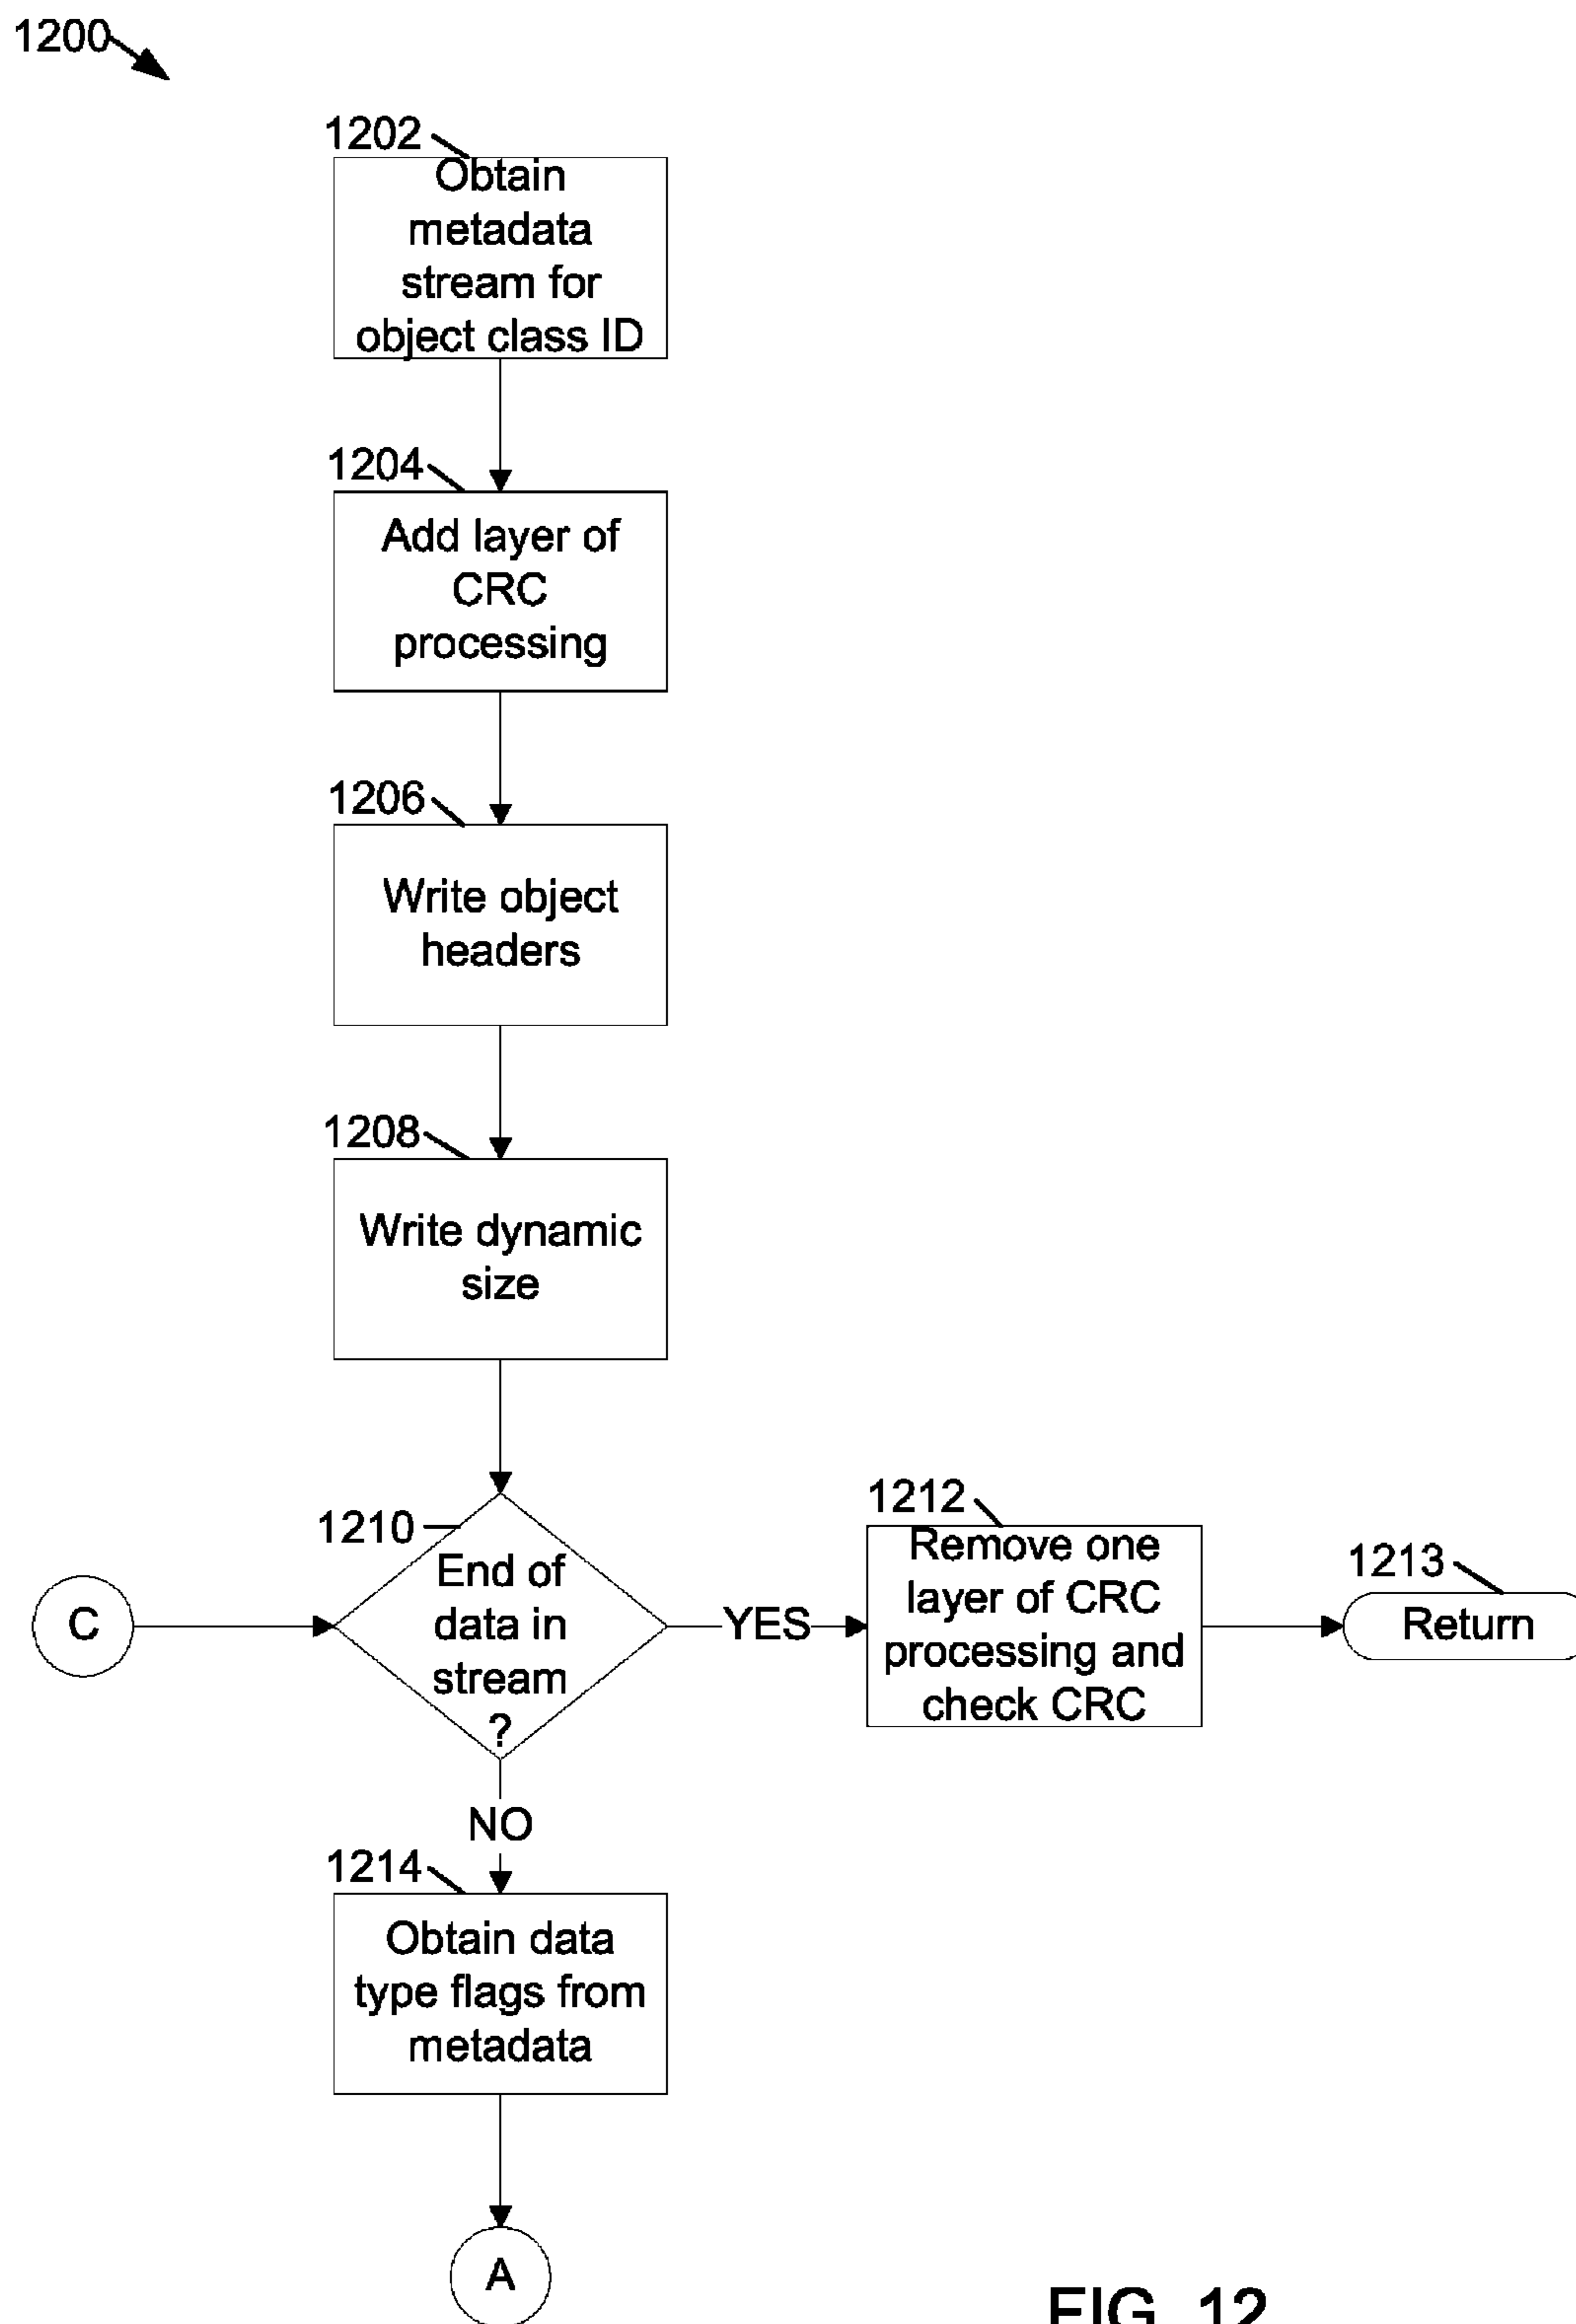 1200
1202
Obtain
metadata
stream for
object class ID
1204
Add layer of
CRC
processing
1206
Write object
headers
1208
Write dynamic
size
1210
End of
data in
stream
?
C
YES
1212
Remove one
layer of CRC
processing and
check CRC
1213
Return
NO
1214
Obtain data
type flags from
metadata
A
FIG. 12